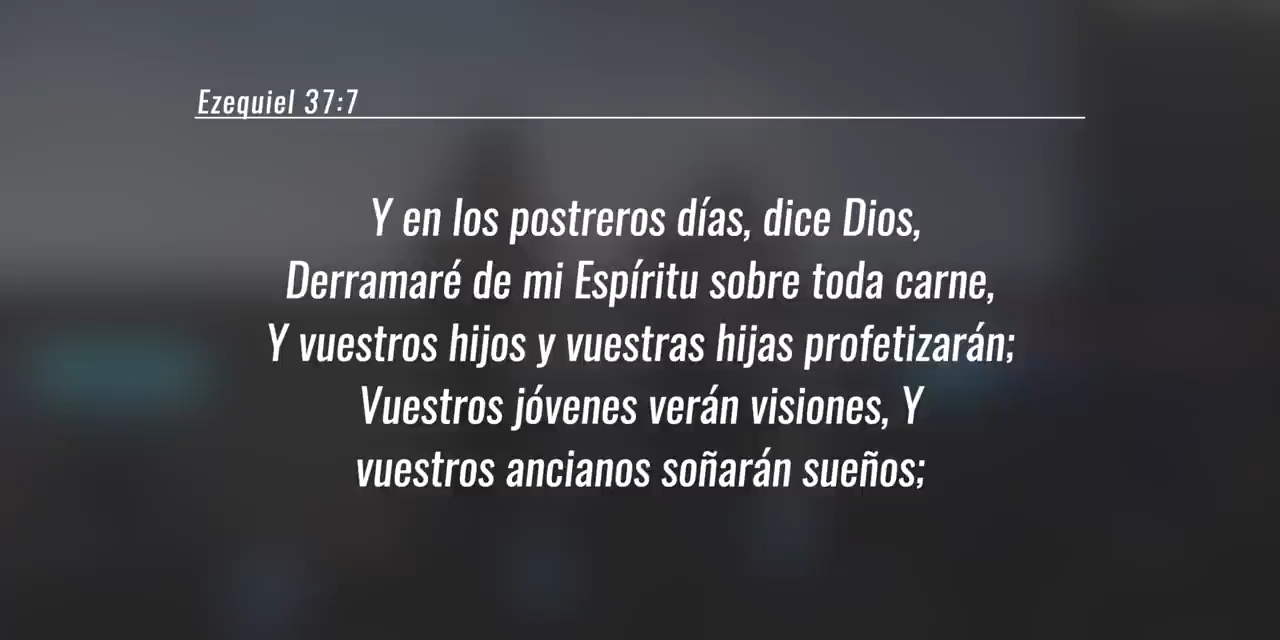 Ezequiel 37:7
Y en los postreros días, dice Dios,
Derramaré de mi Espíritu sobre toda carne,
Y vuestros hijos y vuestras hijas profetizarán;
Vuestros jóvenes verán visiones, Y
vuestros ancianos soñarán sueños;